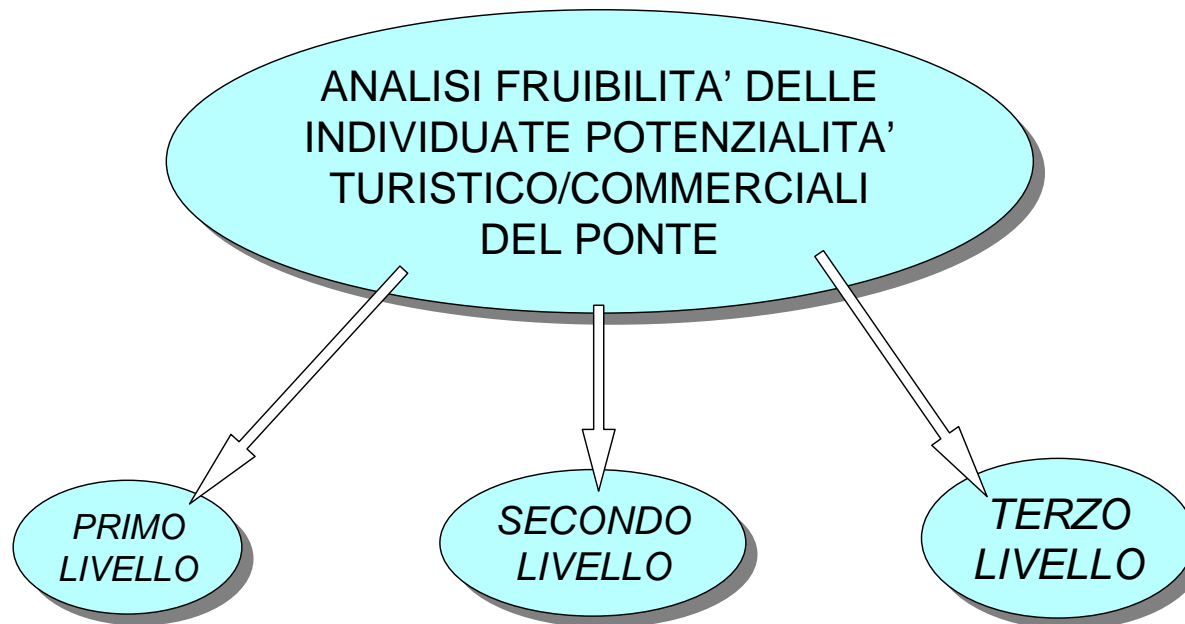 ANALISI FRUIBILITA’ DELLE
INDIVIDUATE POTENZIALITA’
TURISTICO/COMMERCIALI
DEL PONTE
PRIMO
LIVELLO
SECONDO
LIVELLO
TERZO
LIVELLO